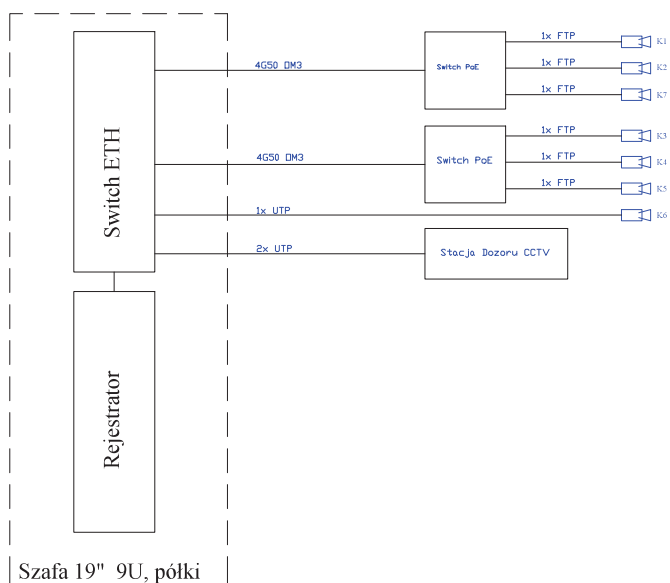 1x FTP
K1
4G50 OM3
Switch PoE
1x FTP
K2
1x FTP
K7
1x FTP
K3
4G50 OM3
Switch PoE
1x FTP
K4
1x FTP
K5
1x UTP
K6
2x UTP
Stacja Dozoru CCTV
Switch ETH
Rejestrator
Szafa 19" 9U, półki